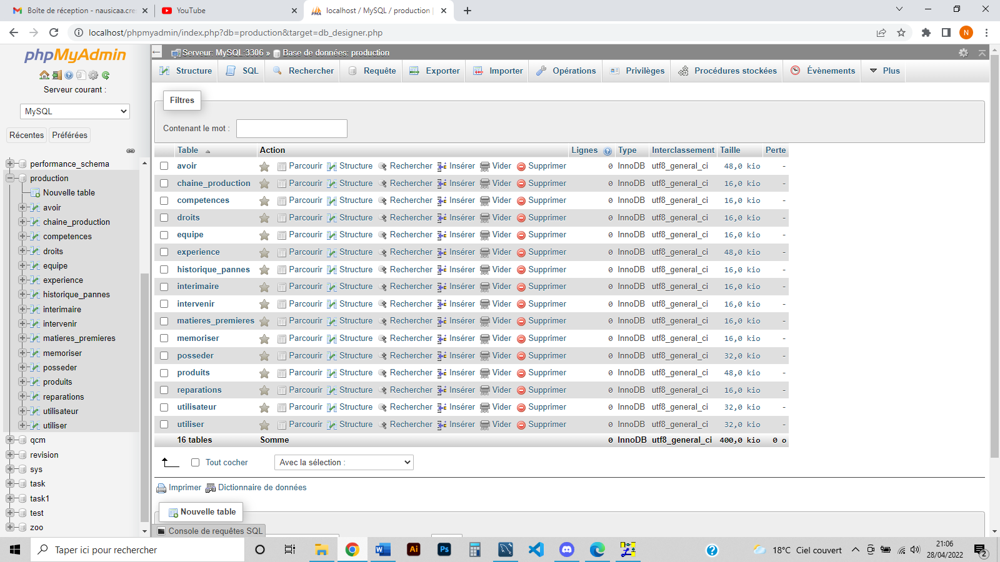 Boîte de réception - nausicaa.cre
YouTube
localhost / MySQL / production |
localhost/phpmyadmin/index.php?db=production&target=db_designer.php
N
phpMyAdmin
Serveur courant :
MySQL
Récentes
Préférées
performance_schema
production
Nouvelle table
avoir
chaine_production
competences
droits
equipe
experience
historique_pannes
interimaire
intervenir
matieres_premieres
memoriser
posseder
produits
reparations
utilisateur
utiliser
qcm
revision
sys
task
task1
test
zoo
Serveur: MySQL:3306 » Base de données: production
Structure SQL Rechercher Requête Exporter Importer Opérations Privilèges Procédures stockées Évènements Plus
Filtres
Contenant le mot :
Table Action Lignes Type Interclassement Taille Perte
avoir Parcourir Structure Rechercher Insérer Vider Supprimer 0 InnoDB utf8_general_ci 48,0 kio -
chaine_production Parcourir Structure Rechercher Insérer Vider Supprimer 0 InnoDB utf8_general_ci 16,0 kio -
competences Parcourir Structure Rechercher Insérer Vider Supprimer 0 InnoDB utf8_general_ci 16,0 kio -
droits Parcourir Structure Rechercher Insérer Vider Supprimer 0 InnoDB utf8_general_ci 16,0 kio -
equipe Parcourir Structure Rechercher Insérer Vider Supprimer 0 InnoDB utf8_general_ci 16,0 kio -
experience Parcourir Structure Rechercher Insérer Vider Supprimer 0 InnoDB utf8_general_ci 48,0 kio -
historique_pannes Parcourir Structure Rechercher Insérer Vider Supprimer 0 InnoDB utf8_general_ci 16,0 kio -
interimaire Parcourir Structure Rechercher Insérer Vider Supprimer 0 InnoDB utf8_general_ci 16,0 kio -
intervenir Parcourir Structure Rechercher Insérer Vider Supprimer 0 InnoDB utf8_general_ci 16,0 kio -
matieres_premieres Parcourir Structure Rechercher Insérer Vider Supprimer 0 InnoDB utf8_general_ci 16,0 kio -
memoriser Parcourir Structure Rechercher Insérer Vider Supprimer 0 InnoDB utf8_general_ci 16,0 kio -
posseder Parcourir Structure Rechercher Insérer Vider Supprimer 0 InnoDB utf8_general_ci 32,0 kio -
produits Parcourir Structure Rechercher Insérer Vider Supprimer 0 InnoDB utf8_general_ci 48,0 kio -
reparations Parcourir Structure Rechercher Insérer Vider Supprimer 0 InnoDB utf8_general_ci 16,0 kio -
utilisateur Parcourir Structure Rechercher Insérer Vider Supprimer 0 InnoDB utf8_general_ci 32,0 kio -
utiliser Parcourir Structure Rechercher Insérer Vider Supprimer 0 InnoDB utf8_general_ci 32,0 kio -
16 tables Somme 0 InnoDB utf8_general_ci 400,0 kio 0 o
Tout cocher
Avec la sélection :
Imprimer Dictionnaire de données
Nouvelle table
Console de requêtes SQL
Taper ici pour rechercher
Ai
Ps
18°C Ciel couvert
21:06
28/04/2022
2